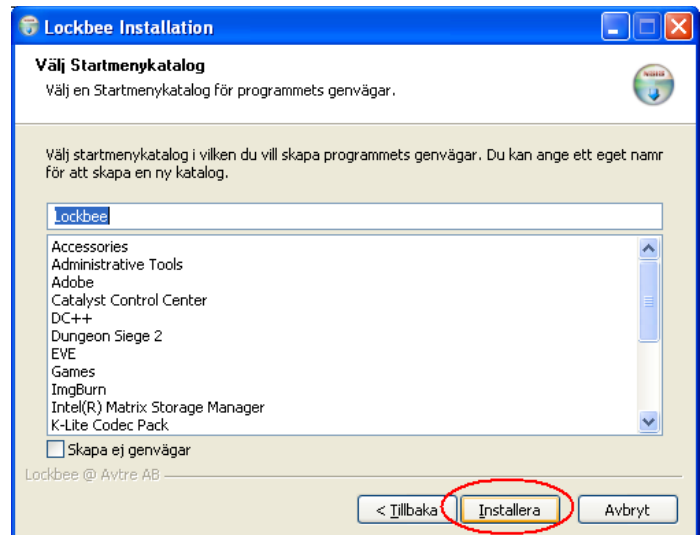 Lockbee Installation
Välj Startmenykatalog
Välj en Startmenykatalog för programmets genvägar.
Välj startmenykatalog i vilken du vill skapa programmets genvägar. Du kan ange ett eget namr
för att skapa en ny katalog.
Lockbee
Accessories
Administrative Tools
Adobe
Catalyst Control Center
DC++
Dungeon Siege 2
EVE
Games
ImgBurn
Intel(R) Matrix Storage Manager
K-Lite Codec Pack
Skapa ej genvägar
Lockbee @ Avtre AB
< Tillbaka
Installera
Avbryt